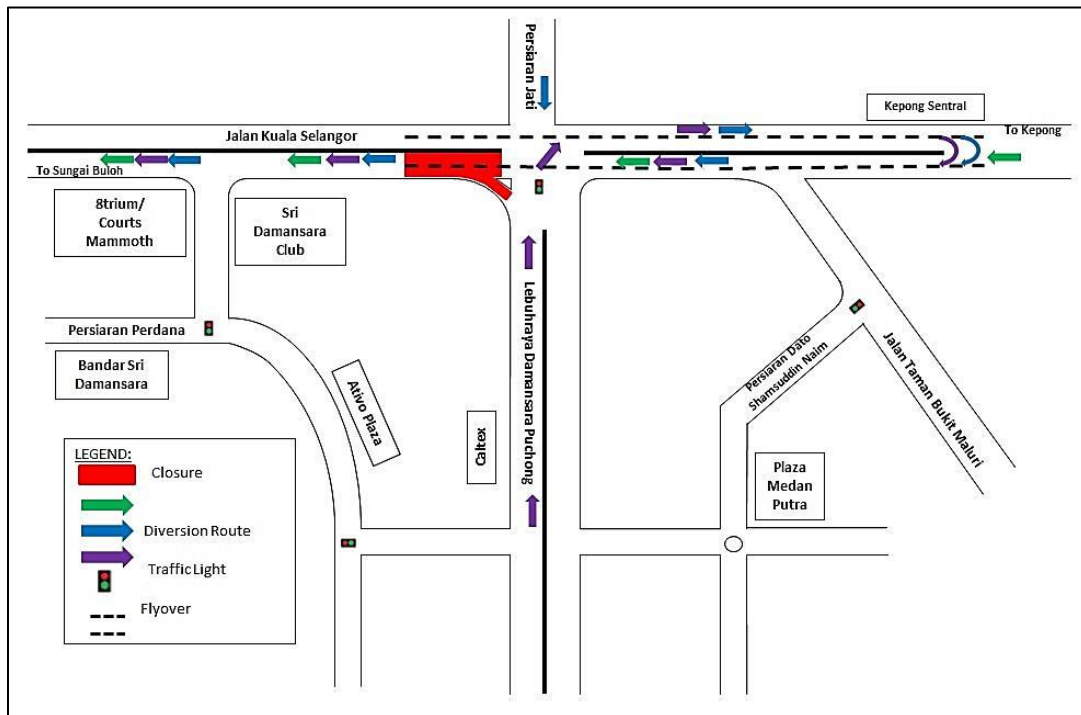 Persiaran Jati
Kepong Sentral
To Kepong
Jalan Kuala Selangor
To Sungai Buloh
8trium/
Courts
Mammoth
Sri
Damansara
Club
Lebuhraya Damansara Puchong
Persiaran Perdana
Bandar Sri
Damansara
Ativo Plaza
Caltex
Persiaran Dato
Shamsuddin Naim
Jalan Taman Bukit Maluri
Plaza
Medan
Putra
LEGEND:
Closure
Diversion Route
Traffic Light
Flyover